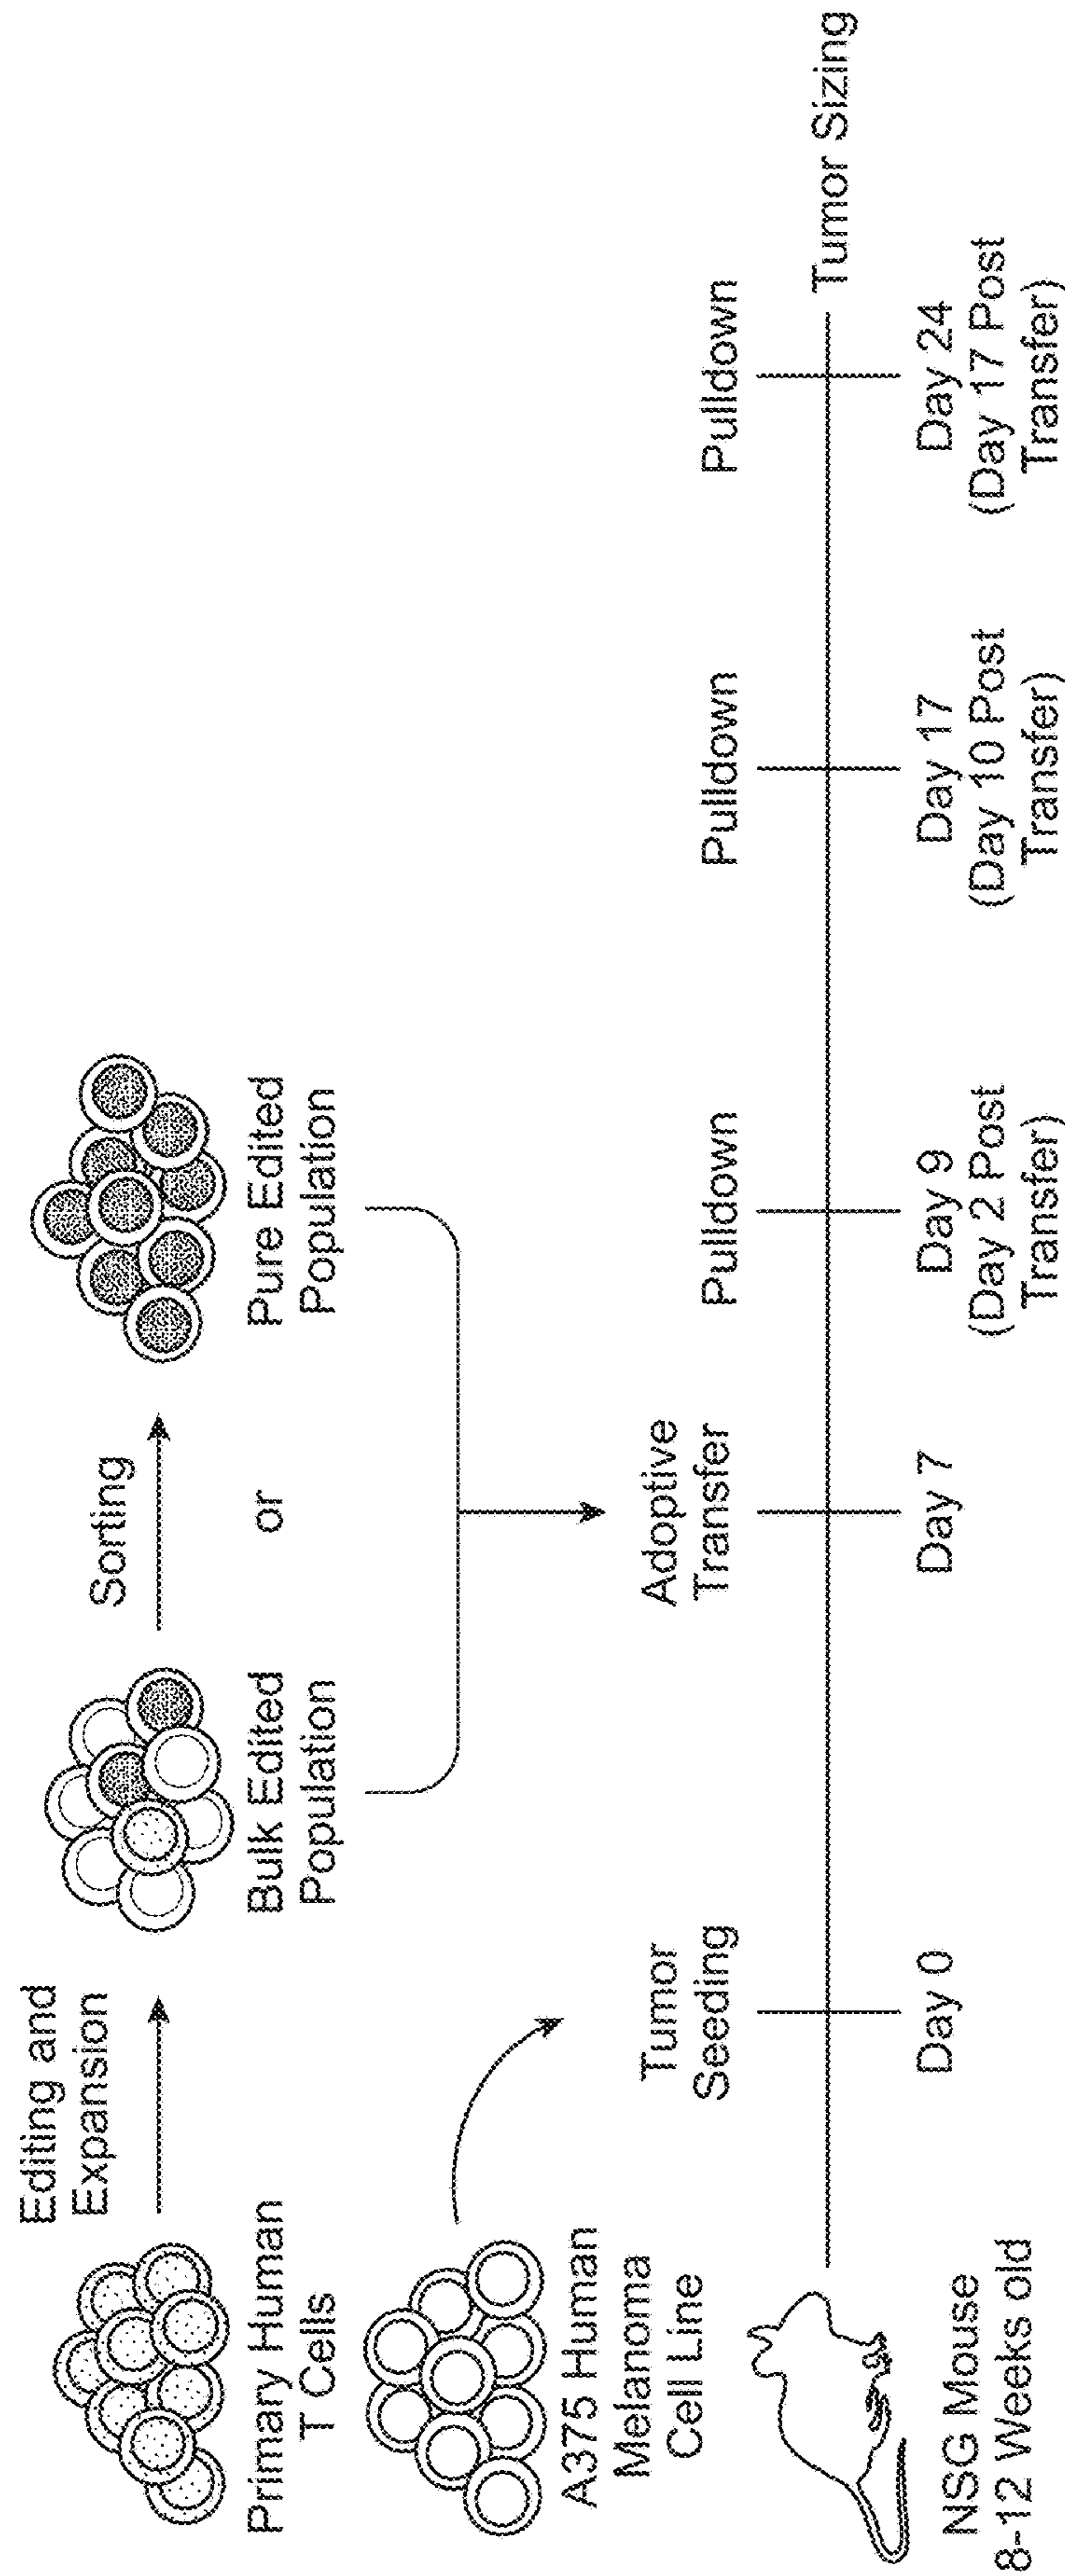 Editing and
Expansion
Sorting
or
Primary Human
T Cells
Bulk Edited
Population
Pure Edited
Population
A375 Human
Melanoma
Cell Line
Tumor
Seeding
Adoptive
Transfer
Pulldown
Pulldown
Pulldown
Tumor Sizing
NSG Mouse
8-12 Weeks old
Day 0
Day 7
Day 9
(Day 2 Post
Transfer)
Day 17
(Day 10 Post
Transfer)
Day 24
(Day 17 Post
Transfer)